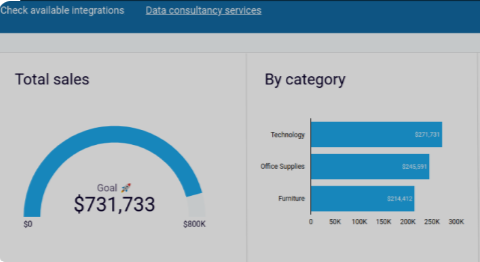 Check available integrations Data consultancy services
Total sales
Goal 🚀
$731,733
$0 $800K
By category
Technology $271,731
Office Supplies $245,591
Furniture $214,412
0 50K 100K 150K 200K 250K 300K